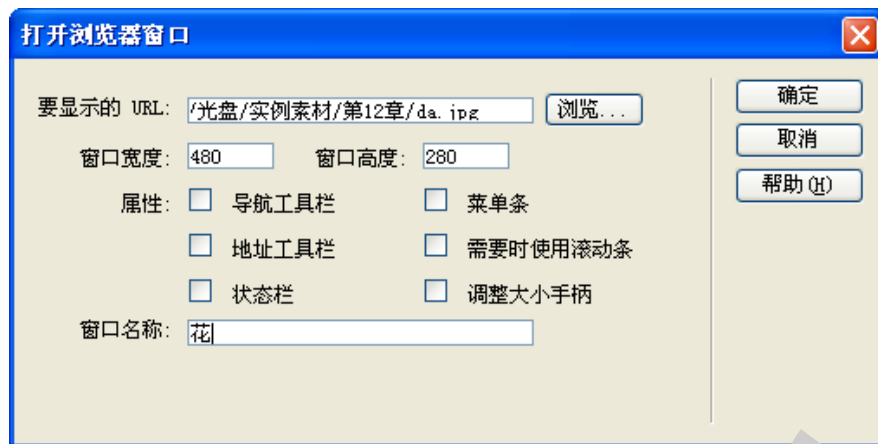 打开浏览器窗口
要显示的 URL: /光盘/实例素材/第12章/da.jpg 浏览... 确定
取消
窗口宽度: 480 窗口高度: 280
帮助(H)
属性: 导航工具栏 菜单条
地址工具栏 需要时使用滚动条
状态栏 调整大小手柄
窗口名称: 花